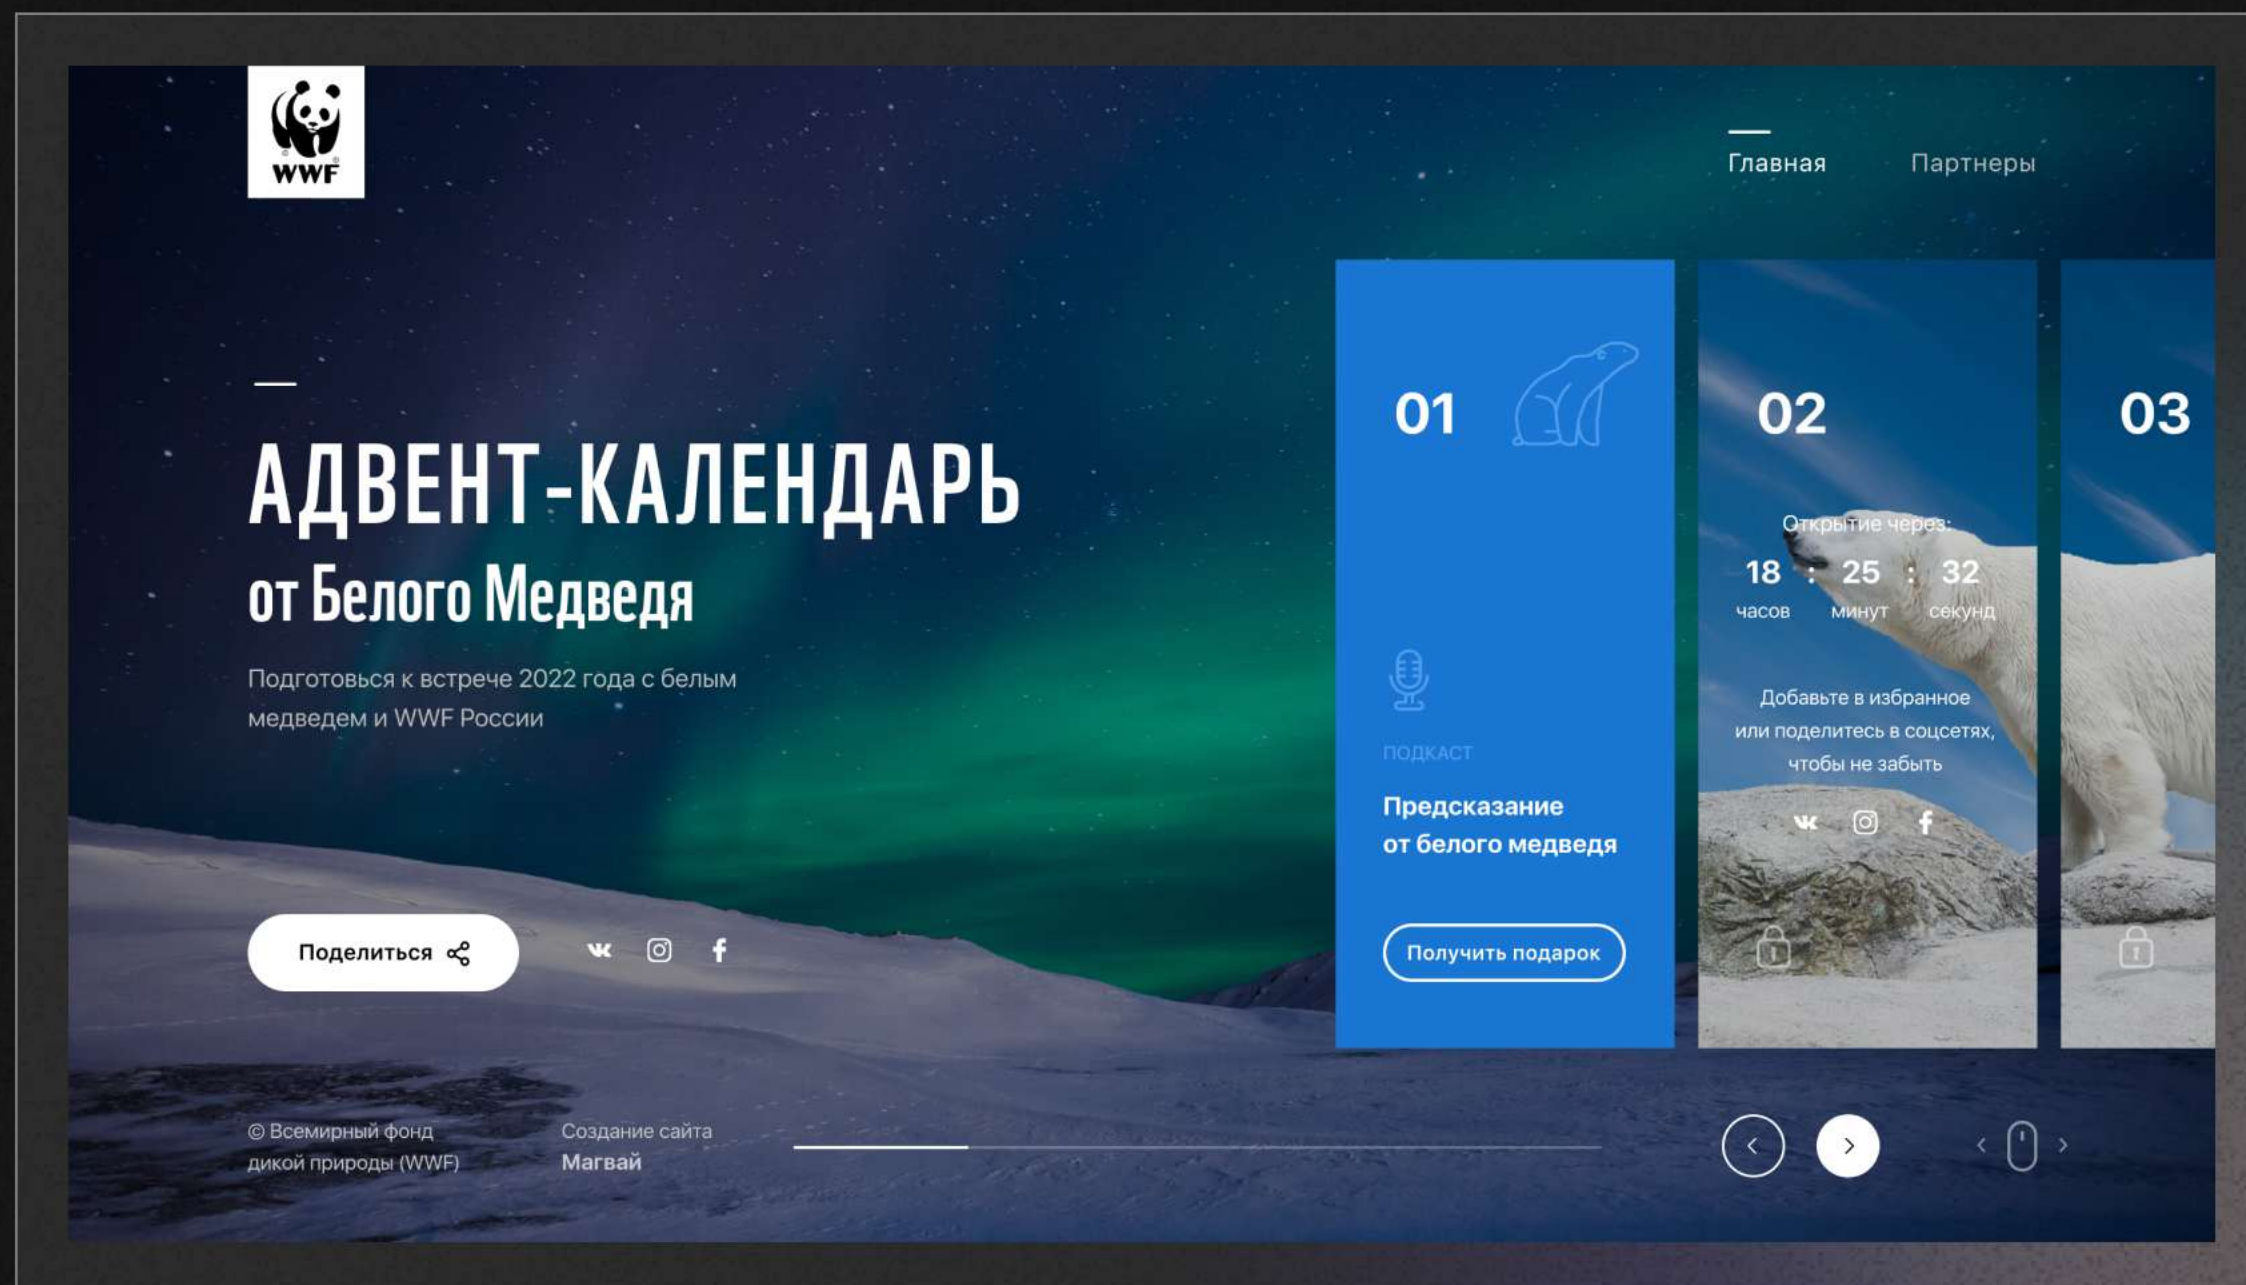 WWF
Главная
Партнеры
АДВЕНТ-КАЛЕНДАРЬ
от Белого Медведя
Подготовься к встрече 2022 года с белым
медведем и WWF России
Поделиться
01
ПОДКАСТ
Предсказание
от белого медведя
Получить подарок
02
Открытие через:
18 : 25 : 32
часов минут секунд
Добавьте в избранное
или поделитесь в соцсетях,
чтобы не забыть
03
© Всемирный фонд
дикой природы (WWF)
Создание сайта
Магвай